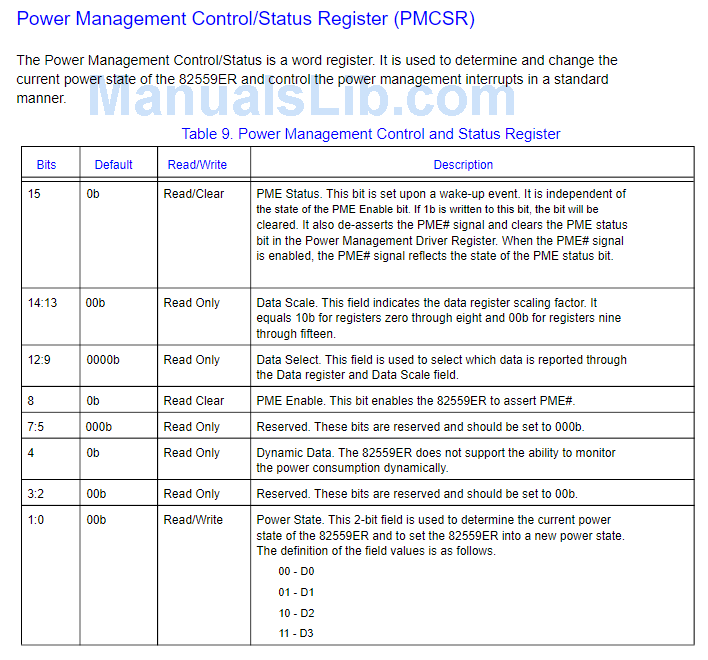 Power Management Control/Status Register (PMCSR)
The Power Management Control/Status is a word register. It is used to determine and change the
current power state of the 82559ER and control the power management interrupts in a standard
manner.
ManualsLib.com
Table 9. Power Management Control and Status Register
Bits Default Read/Write Description
15 0b Read/Clear PME Status. This bit is set upon a wake-up event. It is independent of
the state of the PME Enable bit. If 1b is written to this bit, the bit will be
cleared. It also de-asserts the PME# signal and clears the PME status
bit in the Power Management Driver Register. When the PME# signal
is enabled, the PME# signal reflects the state of the PME status bit.
14:13 00b Read Only Data Scale. This field indicates the data register scaling factor. It
equals 10b for registers zero through eight and 00b for registers nine
through fifteen.
12:9 0000b Read Only Data Select. This field is used to select which data is reported through
the Data register and Data Scale field.
8 0b Read Clear PME Enable. This bit enables the 82559ER to assert PME#.
7:5 000b Read Only Reserved. These bits are reserved and should be set to 000b.
4 0b Read Only Dynamic Data. The 82559ER does not support the ability to monitor
the power consumption dynamically.
3:2 00b Read Only Reserved. These bits are reserved and should be set to 00b.
1:0 00b Read/Write Power State. This 2-bit field is used to determine the current power
state of the 82559ER and to set the 82559ER into a new power state.
The definition of the field values is as follows.
00 - D0
01 - D1
10 - D2
11 - D3